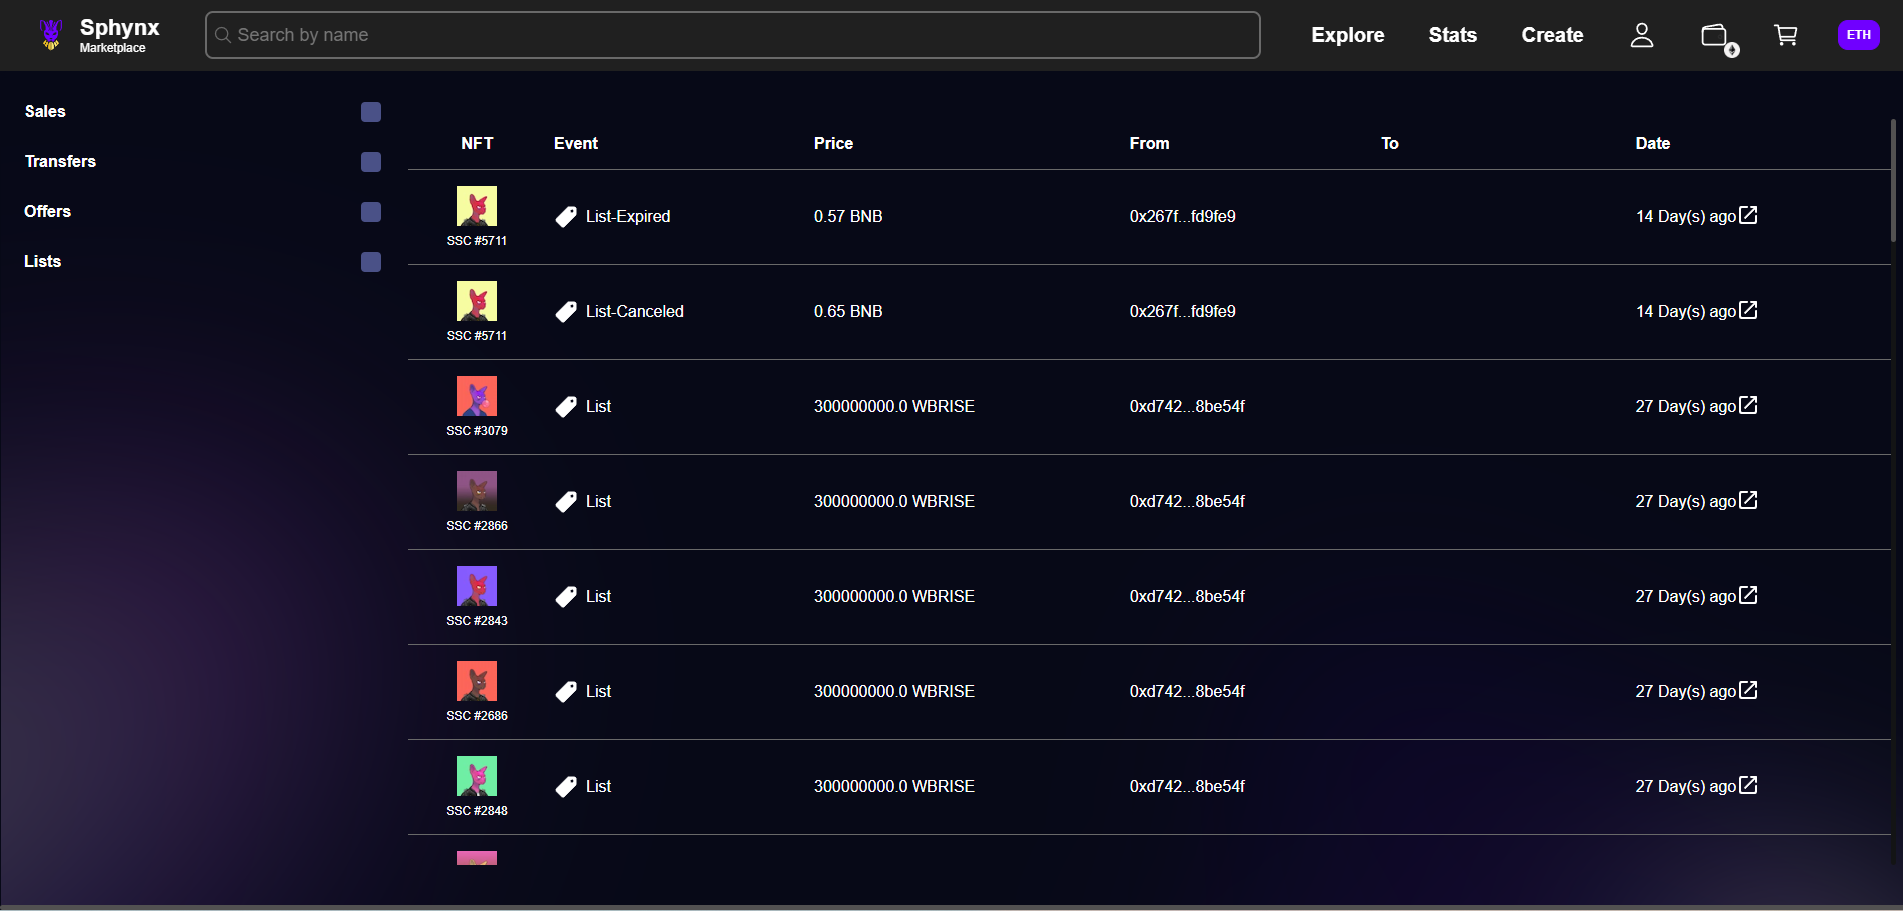 Sphynx
Marketplace
Search by name
Explore Stats Create ETH
Sales
Transfers
Offers
Lists
NFT Event Price From To Date
List-Expired 0.57 BNB 0x267f...fd9fe9 14 Day(s) ago
SSC #5711
List-Canceled 0.65 BNB 0x267f...fd9fe9 14 Day(s) ago
SSC #5711
List 300000000.0 WBRISE 0xd742...8be54f 27 Day(s) ago
SSC #3079
List 300000000.0 WBRISE 0xd742...8be54f 27 Day(s) ago
SSC #2866
List 300000000.0 WBRISE 0xd742...8be54f 27 Day(s) ago
SSC #2843
List 300000000.0 WBRISE 0xd742...8be54f 27 Day(s) ago
SSC #2686
List 300000000.0 WBRISE 0xd742...8be54f 27 Day(s) ago
SSC #2848